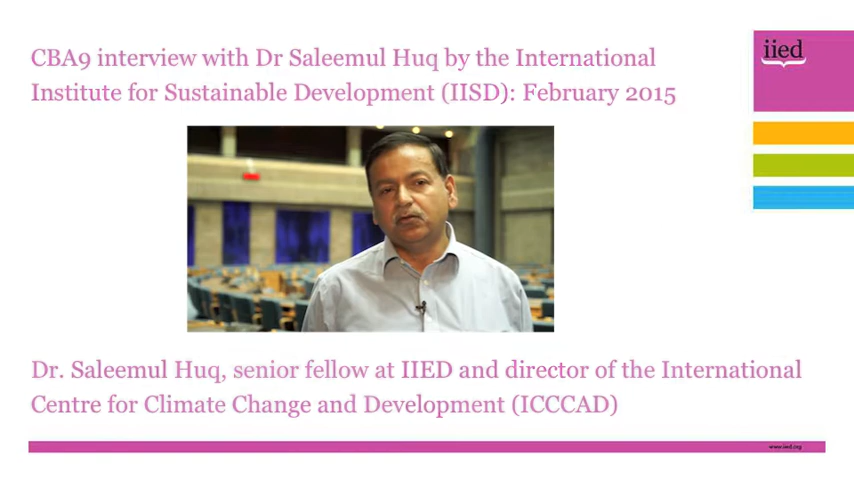 CBA9 interview with Dr Saleemul Huq by the International
Institute for Sustainable Development (IISD): February 2015
iied
Dr. Saleemul Huq, senior fellow at IIED and director of the International
Centre for Climate Change and Development (ICCCAD)
www.iied.org